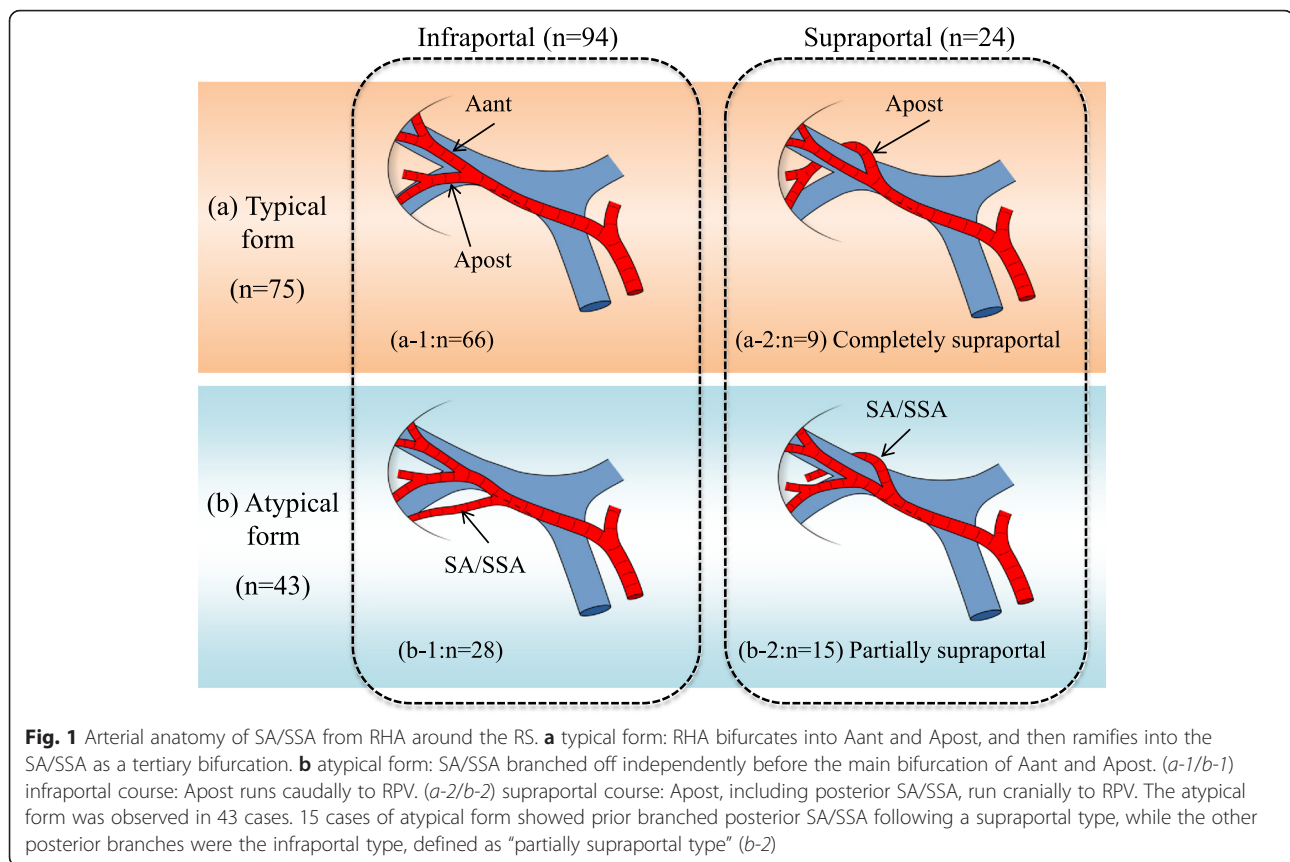 Infraportal (n=94)
Supraportal (n=24)
(a) Typical
form
(n=75)
Aant
Apost
(a-1:n=66)
Apost
(a-2:n=9) Completely supraportal
(b) Atypical
form
(n=43)
SA/SSA
(b-1:n=28)
SA/SSA
(b-2:n=15) Partially supraportal
Fig. 1 Arterial anatomy of SA/SSA from RHA around the RS. a typical form: RHA bifurcates into Aant and Apost, and then ramifies into the
SA/SSA as a tertiary bifurcation. b atypical form: SA/SSA branched off independently before the main bifurcation of Aant and Apost. (a-1/b-1)
infraportal course: Apost runs caudally to RPV. (a-2/b-2) supraportal course: Apost, including posterior SA/SSA, run cranially to RPV. The atypical
form was observed in 43 cases. 15 cases of atypical form showed prior branched posterior SA/SSA following a supraportal type, while the other
posterior branches were the infraportal type, defined as “partially supraportal type” (b-2)